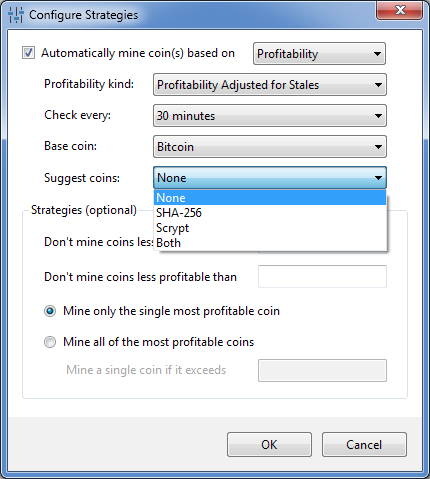 Configure Strategies
Automatically mine coin(s) based on Profitability
Profitability kind: Profitability Adjusted for Stales
Check every: 30 minutes
Base coin: Bitcoin
Suggest coins: None
None
SHA-256
Scrypt
Both
Strategies (optional)
Don't mine coins less
Don't mine coins less profitable than
Mine only the single most profitable coin
Mine all of the most profitable coins
Mine a single coin if it exceeds
OK Cancel